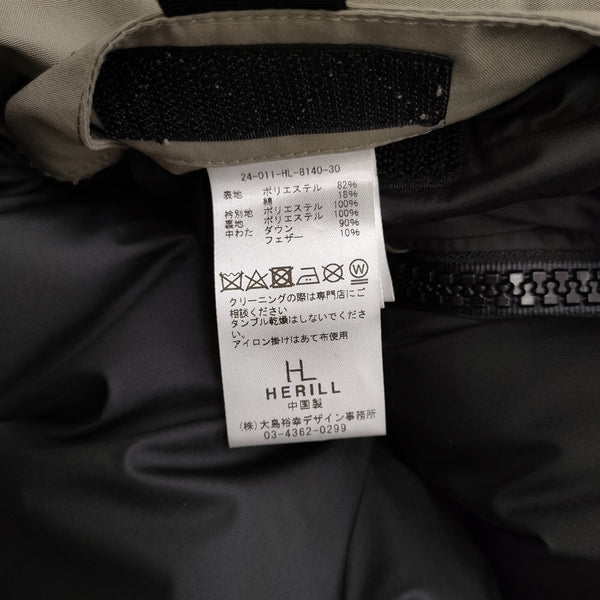 24-011-HL-8140-30
表地 ポリエステル 82%
綿 18%
衿別地 ポリエステル 100%
裏地 ポリエステル 100%
中わた ダウン 90%
フェザー 10%
W
クリーニングの際は専門店にご
相談ください
タンブル乾燥はしないでくださ
い。
アイロン掛けはあて布使用
HL
HERILL
中国製
(株)大島裕幸デザイン事務所
03-4362-0299